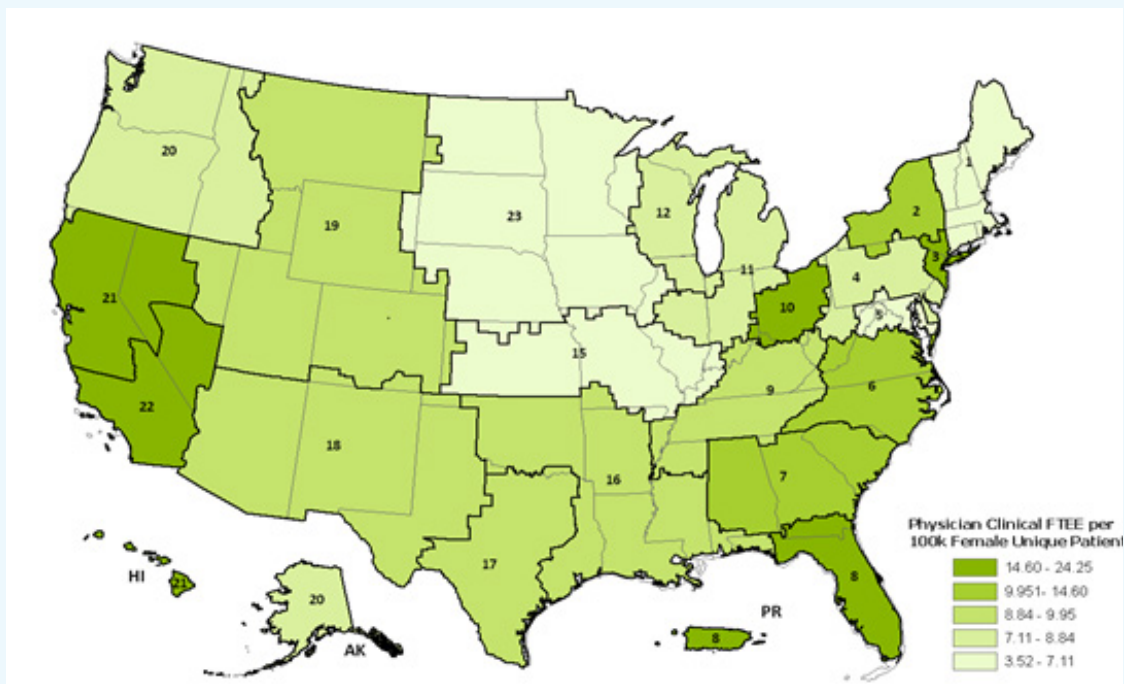 1
20
2
23
19
12
3
11
4
21
10
5
15
9
6
22
18
7
16
Physician Clinical FTEE per
100k Female Unique Patient
17
14.60 - 24.25
8
HI
21
9.951- 14.60
20
8.84 - 9.95
PR
7.11 - 8.84
8
AK
3.52 - 7.11